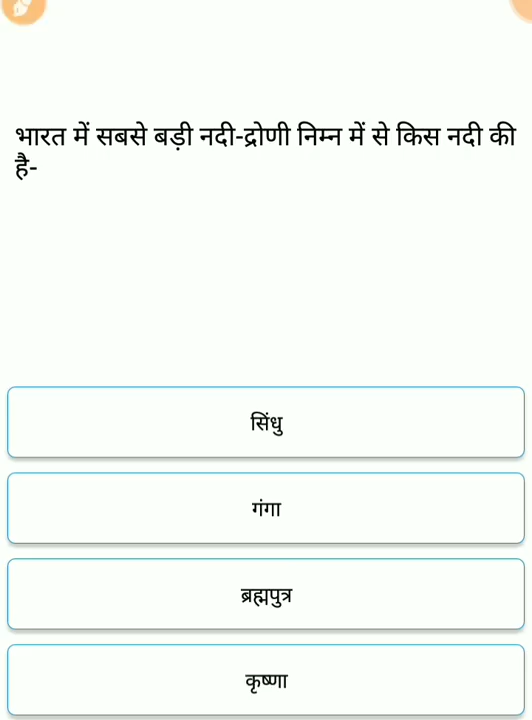 भारत में सबसे बड़ी नदी-द्रोणी निम्न में से किस नदी की
है-
सिंधु
गंगा
ब्रह्मपुत्र
कृष्णा